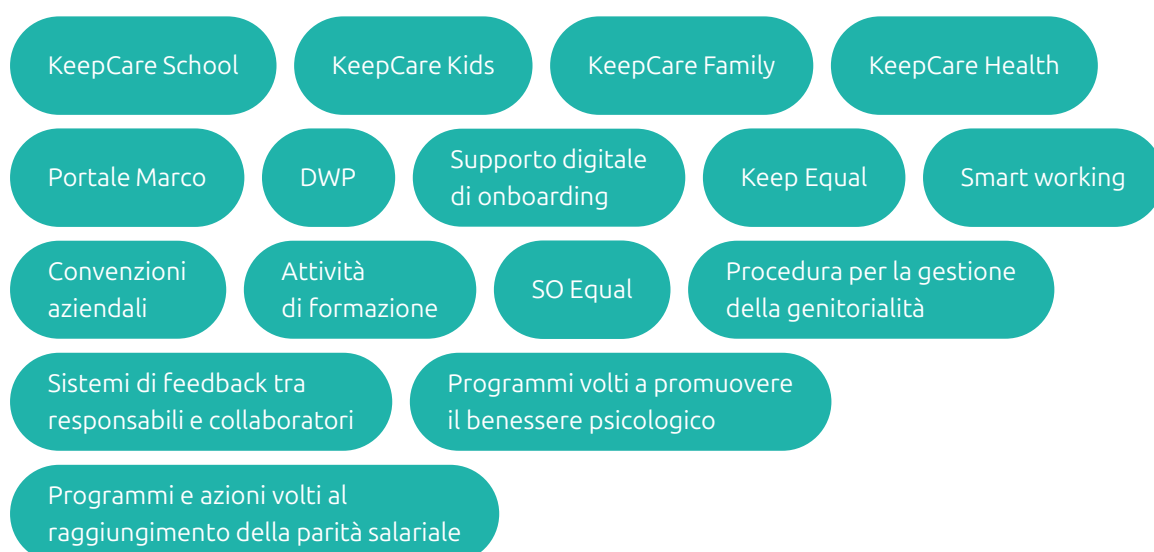 KeepCare School
KeepCare Kids
KeepCare Family
KeepCare Health
Portale Marco
DWP
Supporto digitale
di onboarding
Keep Equal
Smart working
Convenzioni
aziendali
Attività
di formazione
SO Equal
Procedura per la gestione
della genitorialità
Sistemi di feedback tra
responsabili e collaboratori
Programmi volti a promuovere
il benessere psicologico
Programmi e azioni volti al
raggiungimento della parità salariale